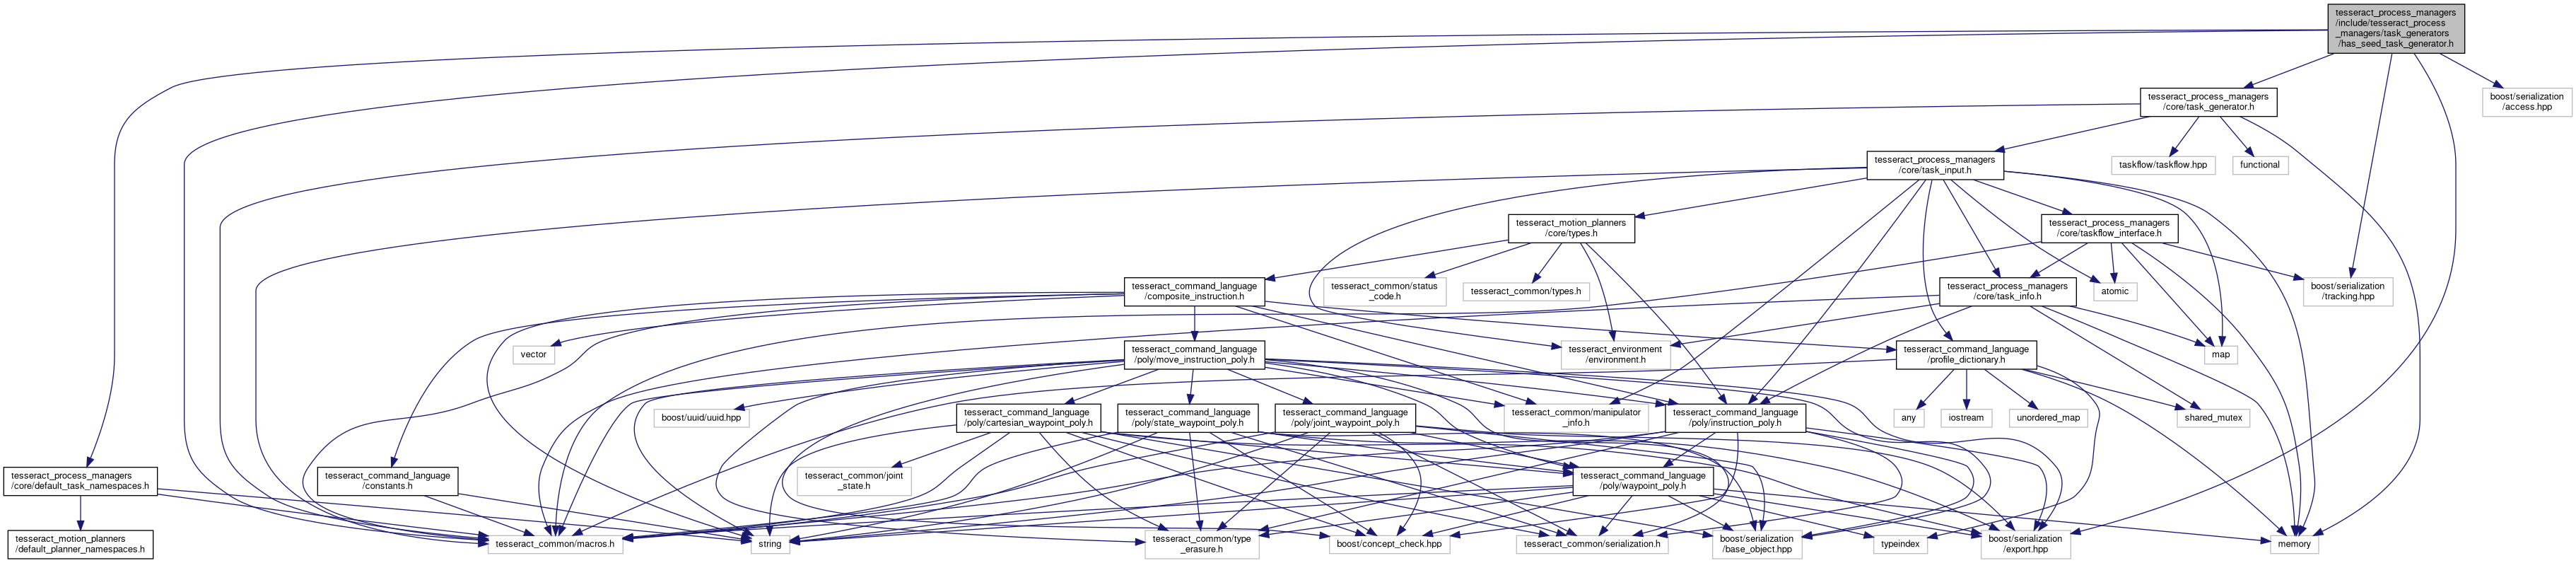 tesseract_process_managers
/include/tesseract_process
_managers/task_generators
/has_seed_task_generator.h
tesseract_process_managers
/core/task_generator.h
boost/serialization
/access.hpp
tesseract_process_managers
/core/task_input.h
taskflow/taskflow.hpp
functional
tesseract_motion_planners
/core/types.h
tesseract_process_managers
/core/taskflow_interface.h
tesseract_command_language
/composite_instruction.h
tesseract_common/status
_code.h
tesseract_common/types.h
tesseract_process_managers
/core/task_info.h
atomic
boost/serialization
/tracking.hpp
vector
tesseract_command_language
/poly/move_instruction_poly.h
tesseract_environment
/environment.h
tesseract_command_language
/profile_dictionary.h
map
boost/uuid/uuid.hpp
tesseract_command_language
/poly/cartesian_waypoint_poly.h
tesseract_command_language
/poly/state_waypoint_poly.h
tesseract_command_language
/poly/joint_waypoint_poly.h
tesseract_common/manipulator
_info.h
tesseract_command_language
/poly/instruction_poly.h
any
iostream
unordered_map
shared_mutex
tesseract_process_managers
/core/default_task_namespaces.h
tesseract_command_language
/constants.h
tesseract_common/joint
_state.h
tesseract_command_language
/poly/waypoint_poly.h
tesseract_motion_planners
/default_planner_namespaces.h
tesseract_common/macros.h
string
tesseract_common/type
_erasure.h
boost/concept_check.hpp
tesseract_common/serialization.h
boost/serialization
/base_object.hpp
typeindex
boost/serialization
/export.hpp
memory